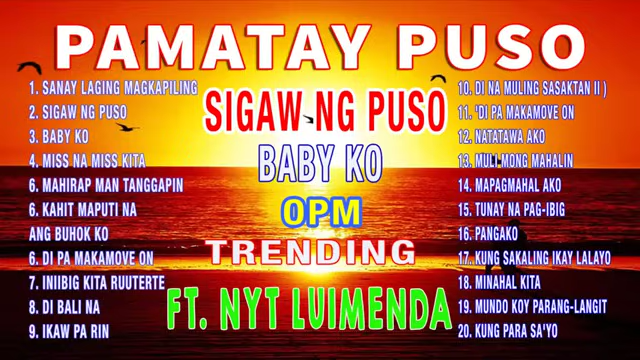 PAMATAY PUSO
1. SANAY LAGING MAGKAPILING
2. SIGAW NG PUSO
3. BABY KO
4. MISS NA MISS KITA
6. MAHIRAP MAN TANGGAPIN
6. KAHIT MAPUTI NA
ANG BUHOK KO
6. DI PA MAKAMOVE ON
7. INIIBIG KITA RUUTERTE
8. DI BALI NA
9. IKAW PA RIN
SIGAW NG PUSO
BABY KO
OPM
TRENDING
FT. NYT LUIMENDA
10. DI NA MULING SASAKTAN II )
11. "DI PA MAKAMOVE ON
12. NATATAWA AKO
13. MULI MONG MAHALIN
14. MAPAGMAHAL AKO
15. TUNAY NA PAG-IBIG
16. PANGAKO
17. KUNG SAKALING IKAY LALAYO
18. MINAHAL KITA
19. MUNDO KOY PARANG-LANGIT
20. KUNG PARA SA'YO